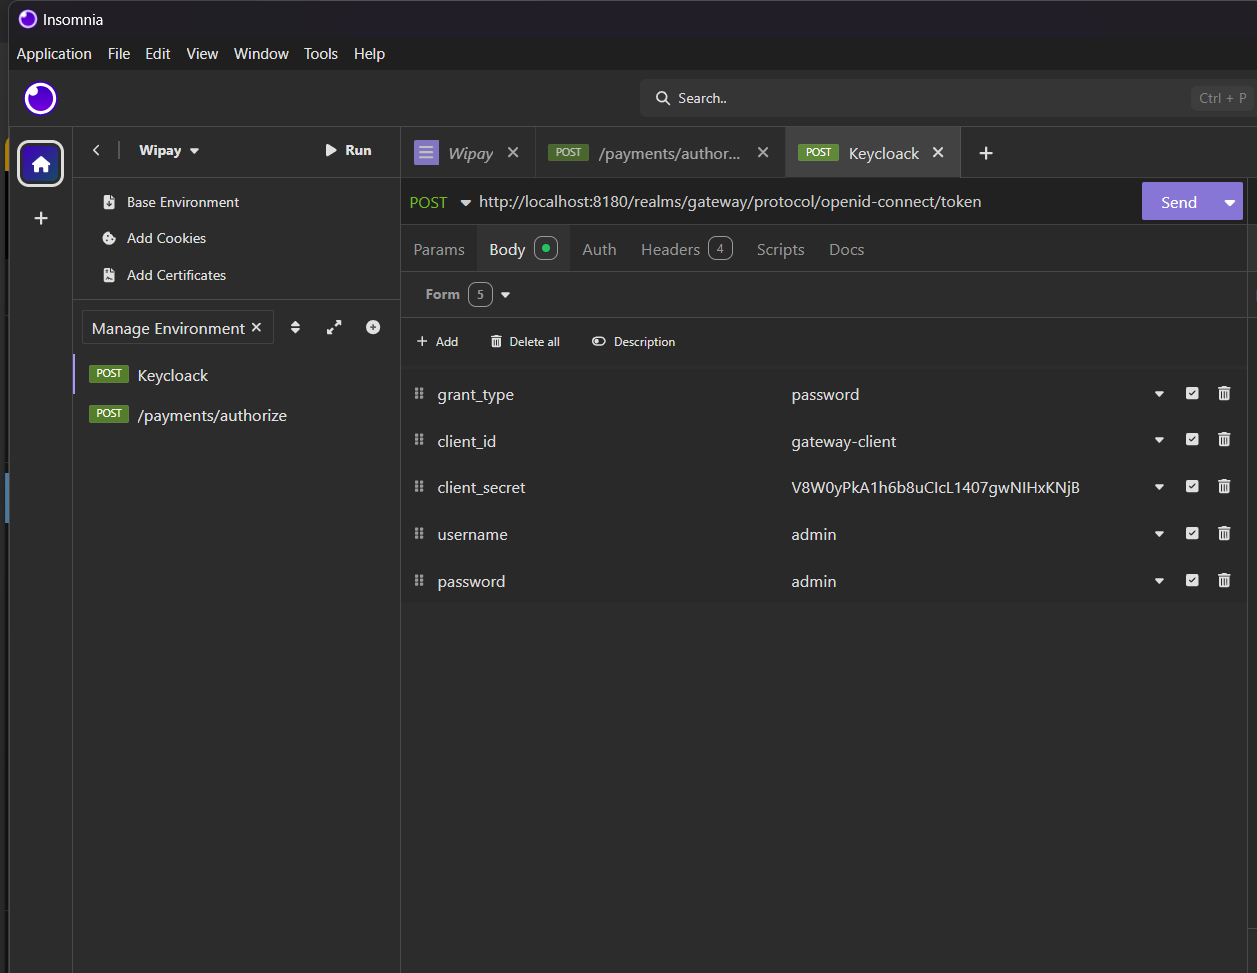 Insomnia
Application File Edit View Window Tools Help
Search.. Ctrl + P
Wipay Run
Wipay POST /payments/author... POST Keycloack
POST http://localhost:8180/realms/gateway/protocol/openid-connect/token Send
Base Environment
Add Cookies
Add Certificates
Params Body Auth Headers 4 Scripts Docs
Form 5
Manage Environment
Add Delete all Description
POST Keycloack
POST /payments/authorize
grant_type password
client_id gateway-client
client_secret V8W0yPkA1h6b8uCIcL1407gwNIHxKNjB
username admin
password admin